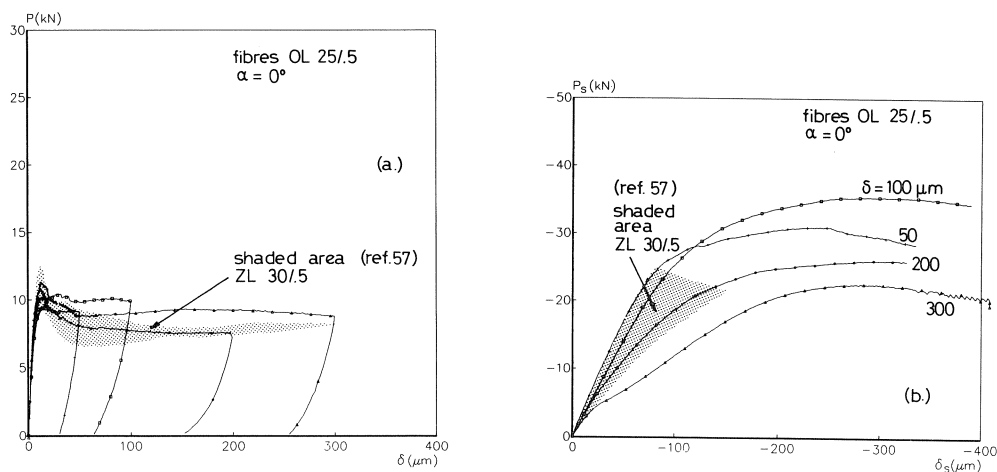 P(kN)
30
25
20
15
10
5
0
fibres OL 25/.5
α = 0°
(a.)
shaded area (ref.57)
ZL 30/.5
0
100
200
300
400
δ(μm)
Ps(kN)
-50
-40
-30
-20
-10
0
fibres OL 25/.5
α = 0°
(ref. 57)
shaded
area
ZL 30/.5
δ = 100 μm
50
200
300
(b.)
0
-100
-200
-300
-400
δs(μm)